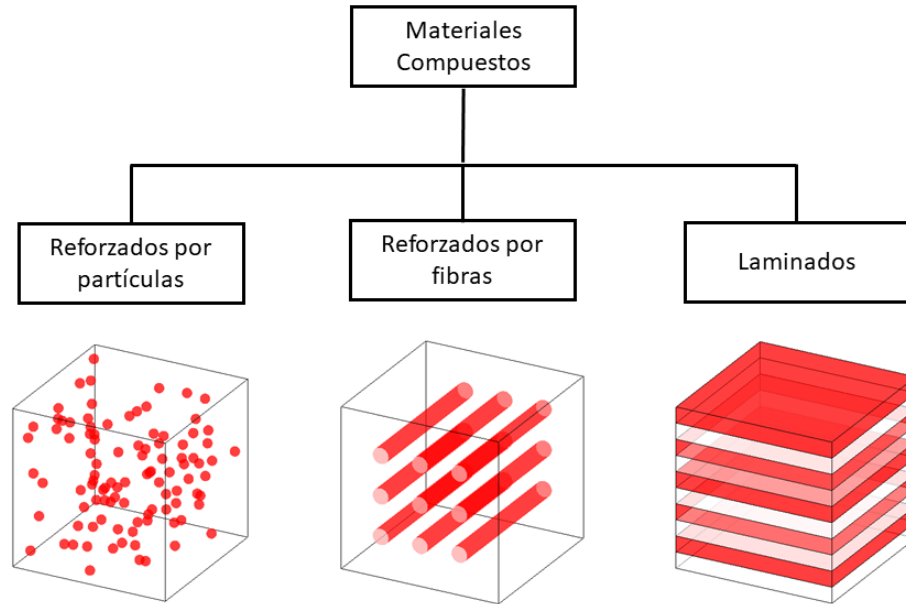 Materiales
Compuestos
Reforzados por
partículas
Reforzados por
fibras
Laminados